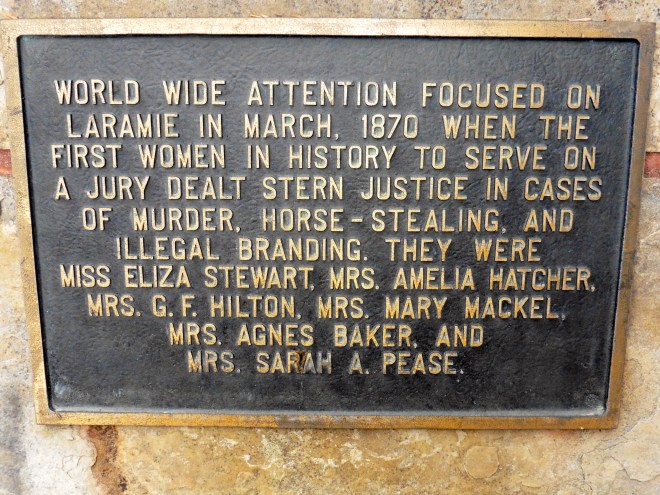 WORLD WIDE ATTENTION FOCUSED ON
LARAMIE IN MARCH, 1870 WHEN THE
FIRST WOMEN IN HISTORY TO SERVE ON
A JURY DEALT STERN JUSTICE IN CASES
OF MURDER, HORSE-STEALING, AND
ILLEGAL BRANDING. THEY WERE
MISS ELIZA STEWART, MRS. AMELIA HATCHER,
MRS. G. F. HILTON, MRS. MARY MACKEL,
MRS. AGNES BAKER, AND
MRS. SARAH A. PEASE.